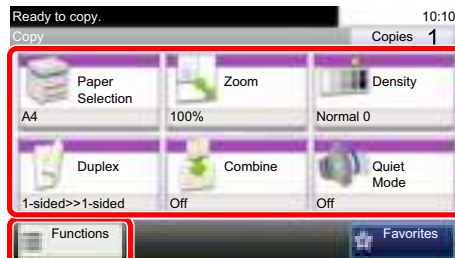 Ready to copy. 10:10
Copy Copies 1
Paper Selection Zoom Density
A4 100% Normal 0
Duplex Combine Quiet Mode
1-sided>>1-sided Off Off
Functions Favorites